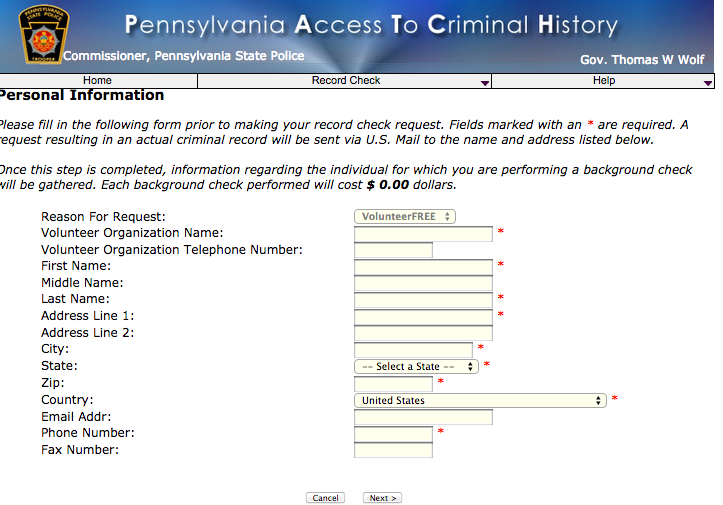 PENNSYLVANIA
STATE POLICE
TROOPER
Pennsylvania Access To Criminal History
Commissioner, Pennsylvania State Police
Gov. Thomas W Wolf
Home Record Check Help
Personal Information
Please fill in the following form prior to making your record check request. Fields marked with an * are required. A
request resulting in an actual criminal record will be sent via U.S. Mail to the name and address listed below.
Once this step is completed, information regarding the individual for which you are performing a background check
will be gathered. Each background check performed will cost $ 0.00 dollars.
Reason For Request: VolunteerFREE
Volunteer Organization Name: *
Volunteer Organization Telephone Number:
First Name: *
Middle Name:
Last Name: *
Address Line 1: *
Address Line 2:
City: *
State: -- Select a State -- *
Zip: *
Country: United States *
Email Addr:
Phone Number: *
Fax Number:
Cancel Next >